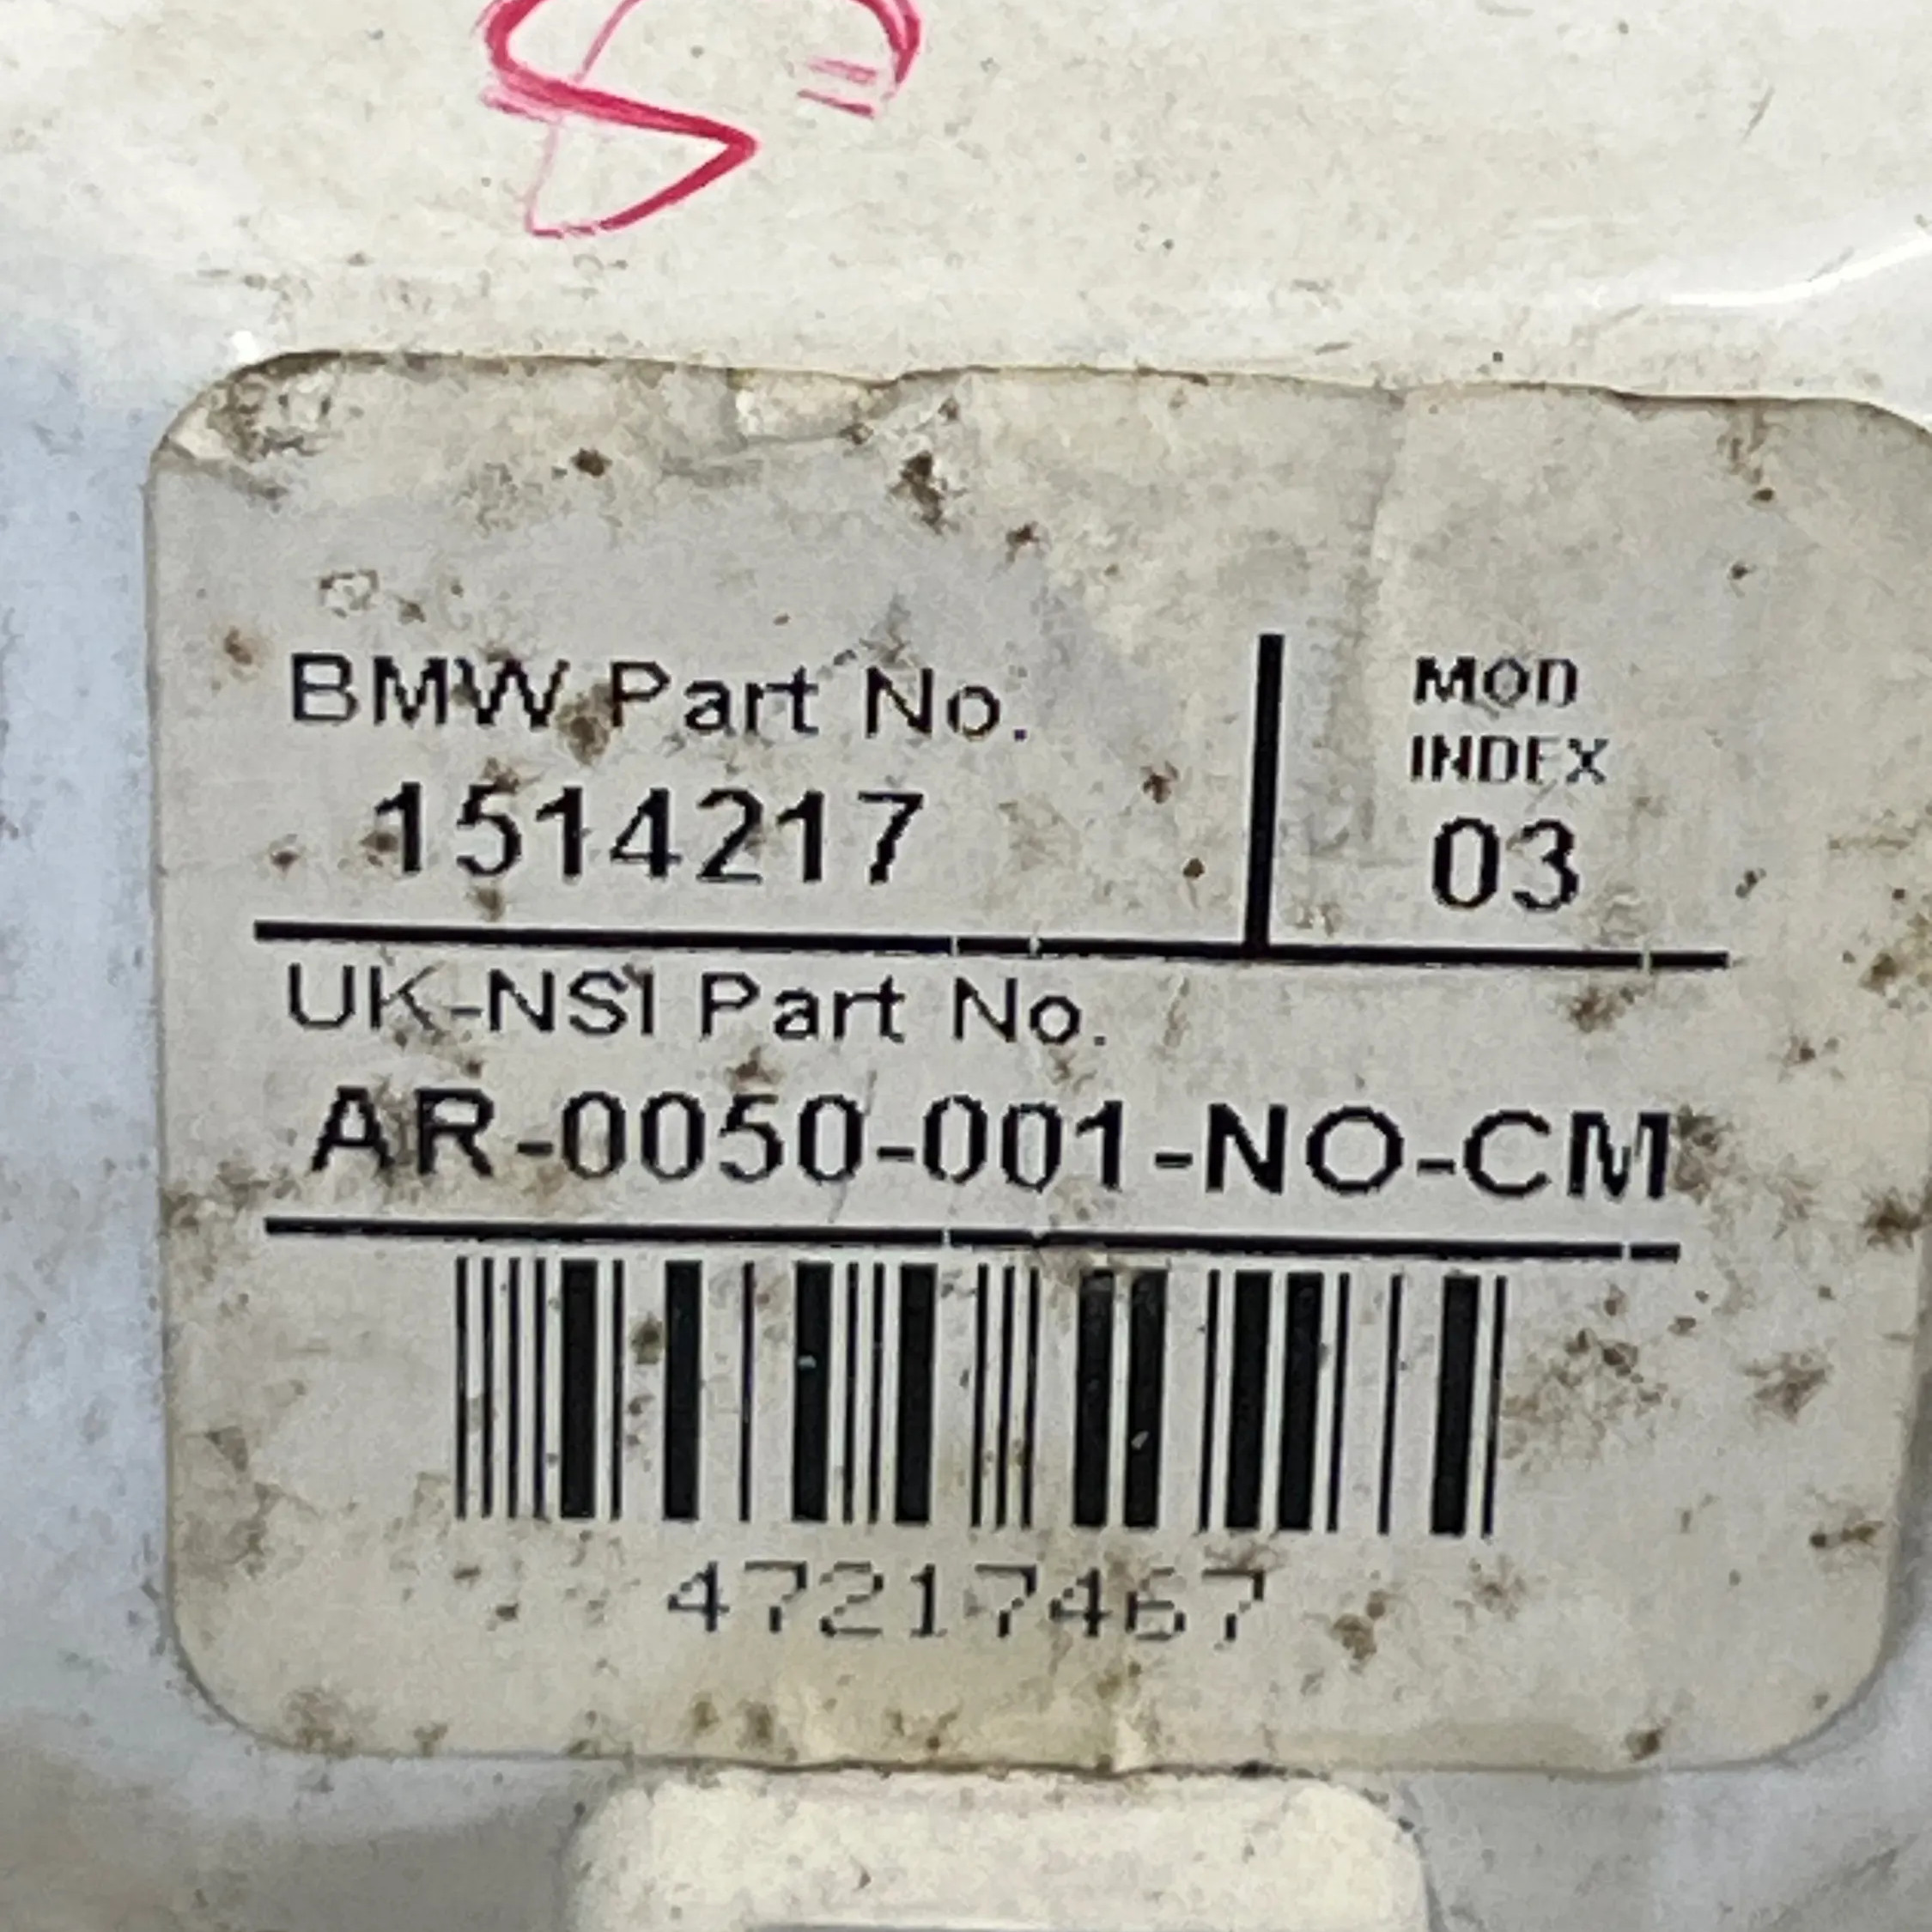 BMW Part No.
1514217
MOD
INDEX
03
UK-NSI Part No.
AR-0050-001-NO-CM
47217467